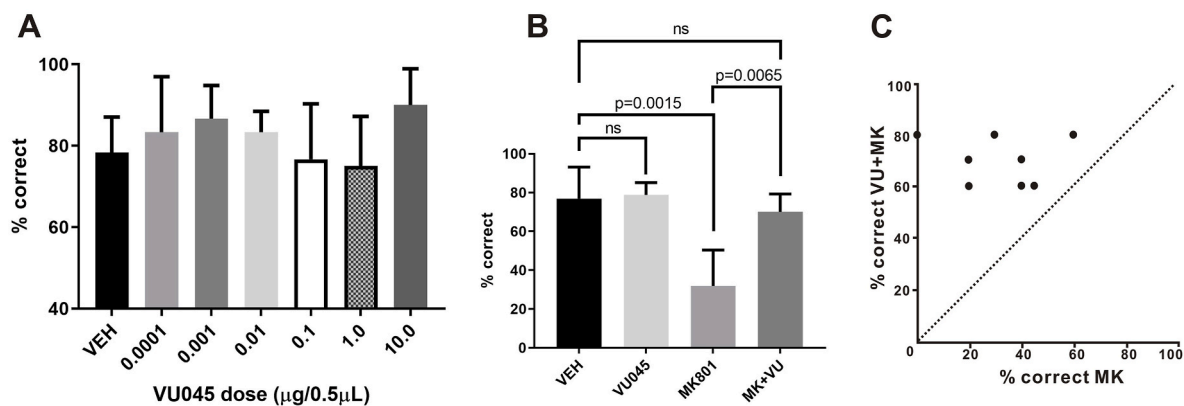 A
% correct
100
80
60
40
VEH
0.0001
0.001
0.01
0.1
1.0
10.0
VU045 dose (μg/0.5μL)
B
ns
p=0.0065
p=0.0015
ns
% correct
100
80
60
40
20
0
VEH
VU045
MK801
MK+VU
C
% correct VU+MK
100
80
60
40
20
0
20
40
60
80
100
% correct MK